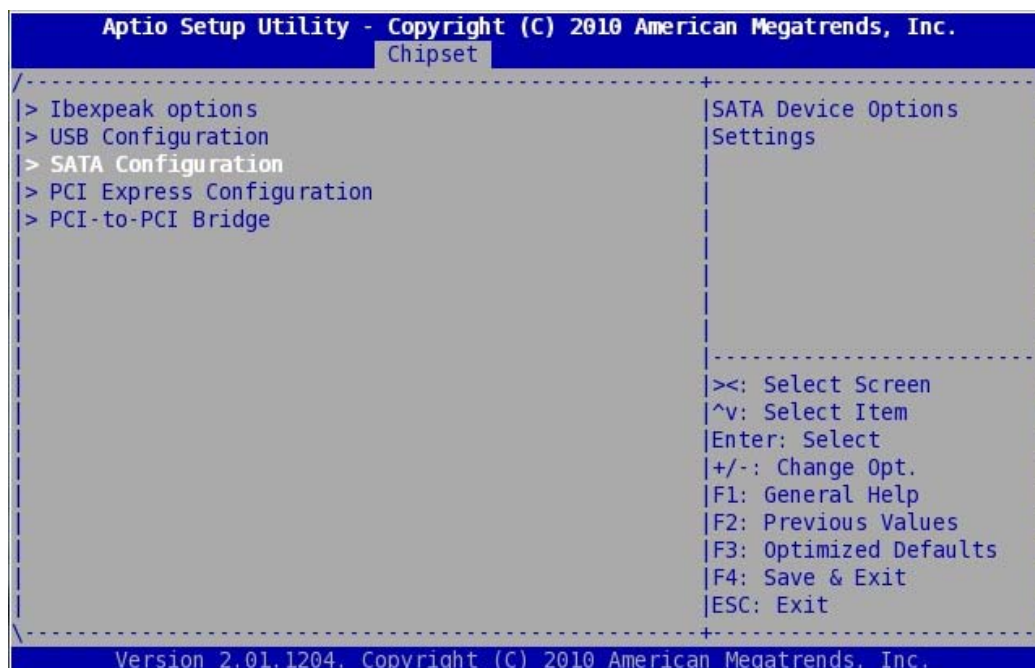 Aptio Setup Utility - Copyright (C) 2010 American Megatrends, Inc.
Chipset
> Ibexpeak options
> USB Configuration
> SATA Configuration
> PCI Express Configuration
> PCI-to-PCI Bridge
SATA Device Options
Settings
><: Select Screen
^v: Select Item
Enter: Select
+/-: Change Opt.
F1: General Help
F2: Previous Values
F3: Optimized Defaults
F4: Save & Exit
ESC: Exit
Version 2.01.1204. Copyright (C) 2010 American Megatrends, Inc.